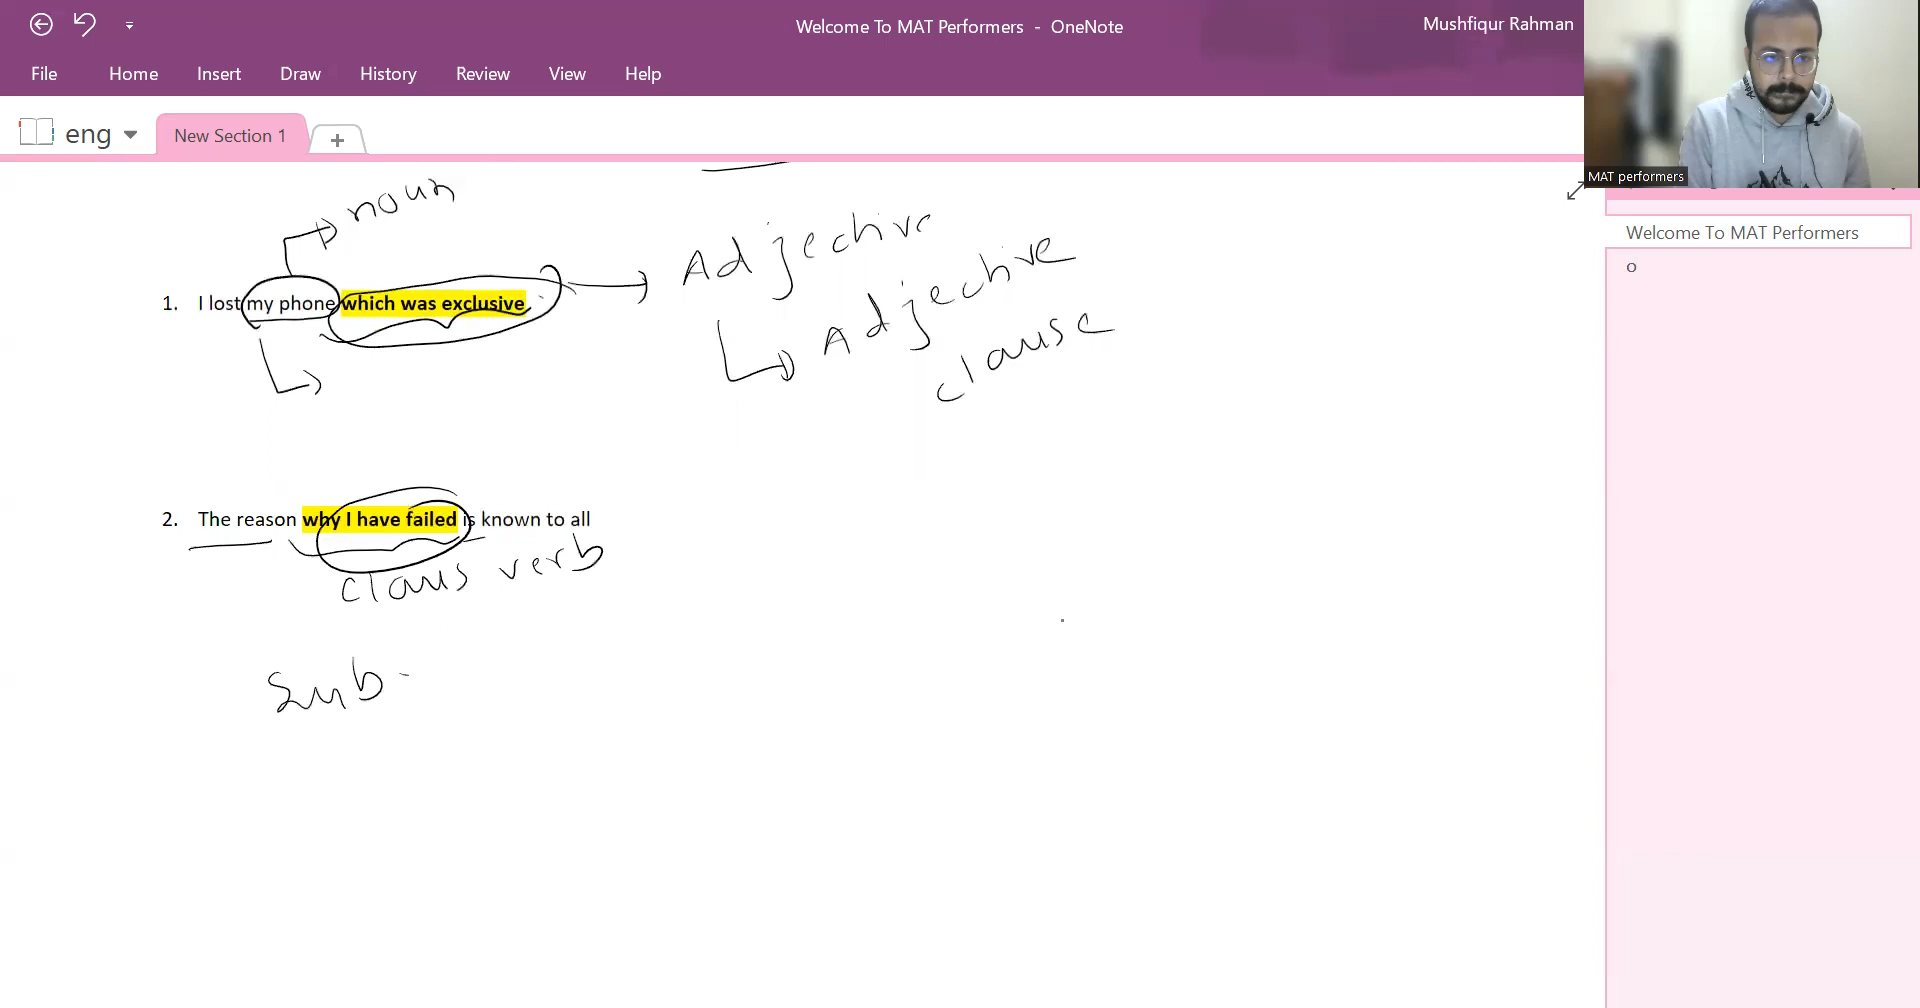 Welcome To MAT Performers - OneNote
Mushfiqur Rahman
File Home Insert Draw History Review View Help
MAT performers
eng New Section 1 +
Welcome To MAT Performers
o
noun
Adjective
1. I lost my phone which was exclusive.
Adjective
clause
2. The reason why I have failed is known to all
claus verb
Sub